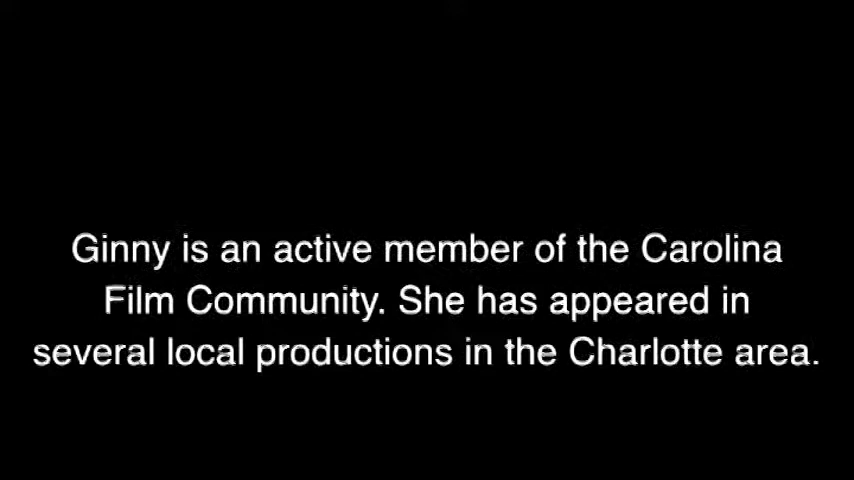 Ginny is an active member of the Carolina
Film Community. She has appeared in
several local productions in the Charlotte area.